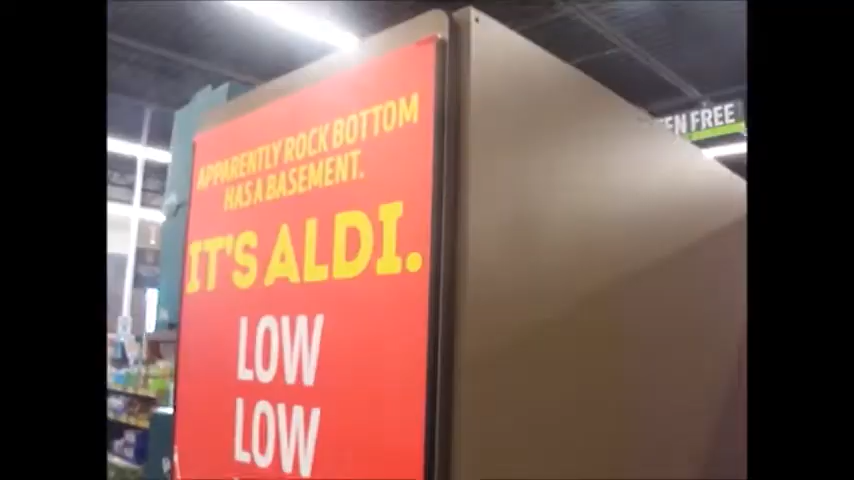 APPARENTLY ROCK BOTTOM
HAS A BASEMENT.
IT'S ALDI.
LOW
LOW
FREE